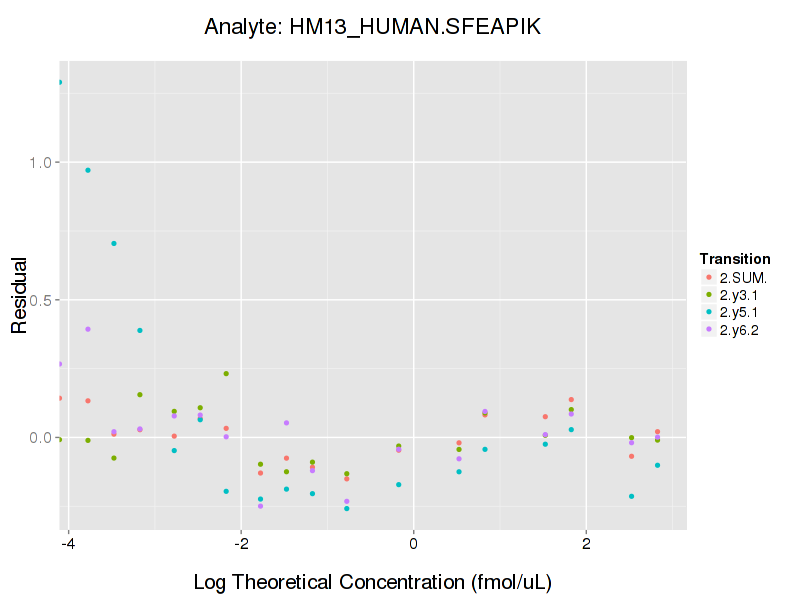 Analyte: HM13_HUMAN.SFEAPIK
1.0
0.5
0.0
Residual
-4
-2
0
2
Log Theoretical Concentration (fmol/uL)
Transition
2.SUM.
2.y3.1
2.y5.1
2.y6.2